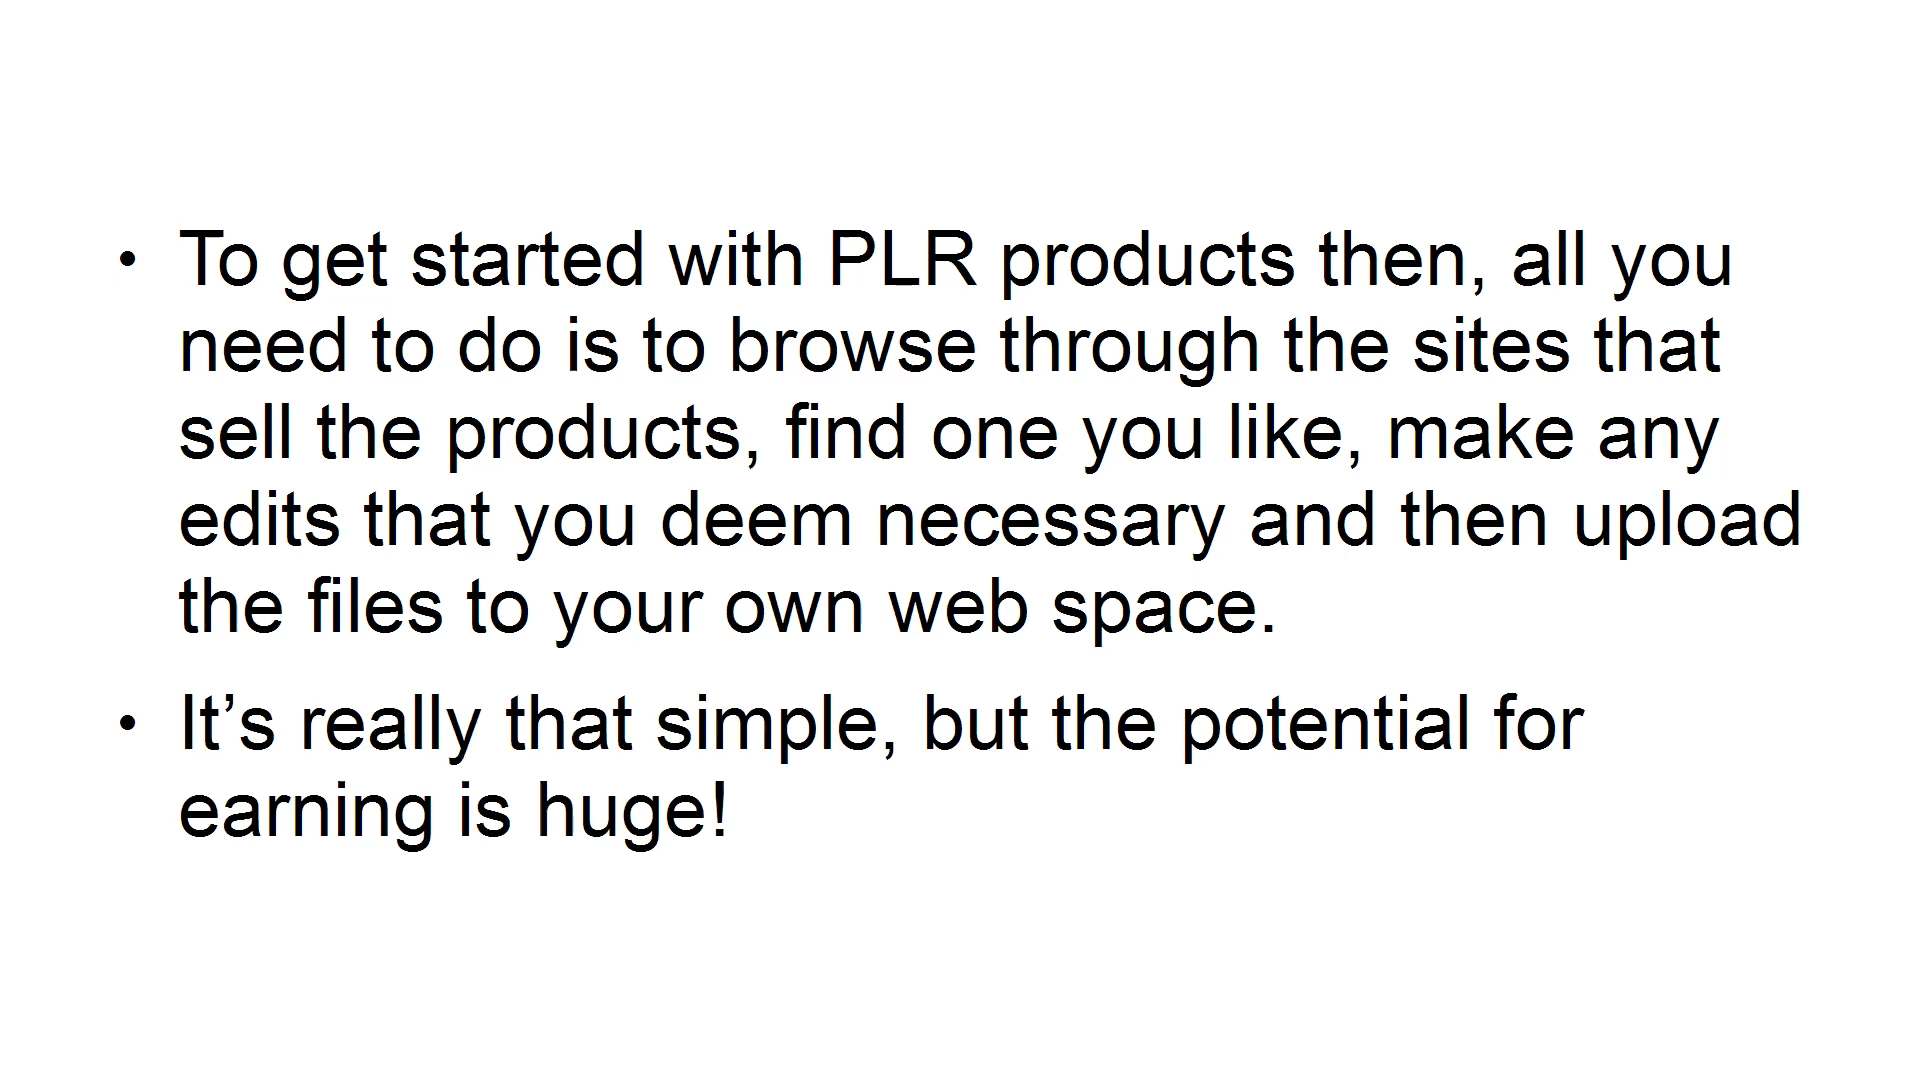 • To get started with PLR products then, all you
need to do is to browse through the sites that
sell the products, find one you like, make any
edits that you deem necessary and then upload
the files to your own web space.
• It’s really that simple, but the potential for
earning is huge!